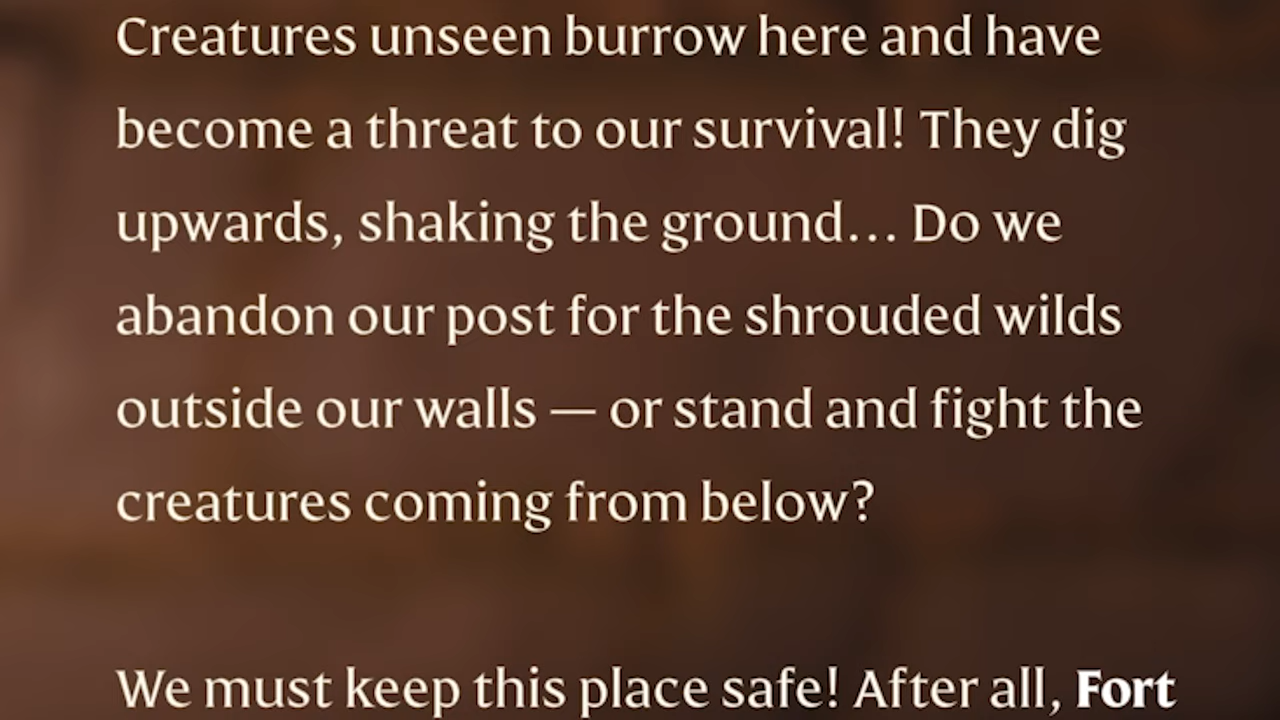 Creatures unseen burrow here and have
become a threat to our survival! They dig
upwards, shaking the ground… Do we
abandon our post for the shrouded wilds
outside our walls — or stand and fight the
creatures coming from below?
We must keep this place safe! After all, Fort